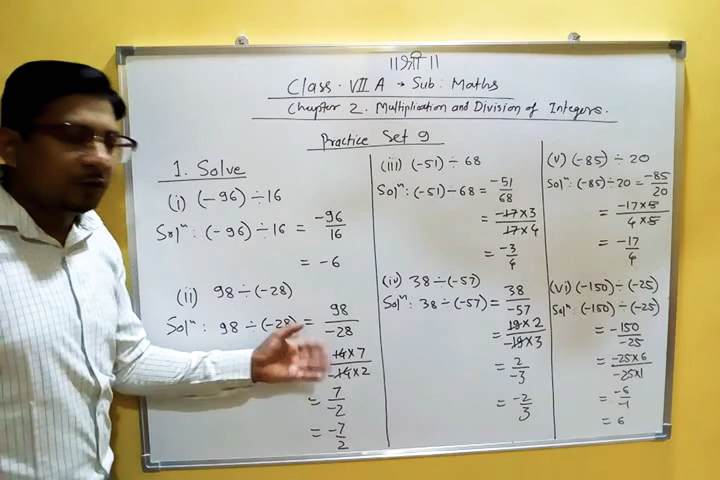 ॥श्री॥
Class. VII A → Sub: Maths
Chapter 2. Multiplication and Division of Integers.
Practice Set 9
1. Solve
(i) (-96) ÷ 16
Solⁿ: (-96) ÷ 16 = -96/16
= -6
(ii) 98 ÷ (-28)
Solⁿ: 98 ÷ (-28) = 98/-28
14×7/-14×2
= 7/-2
= -7/2
(iii) (-51) ÷ 68
Solⁿ: (-51) - 68 = -51/68
= -17×3/17×4
= -3/4
(iv) 38 ÷ (-57)
Solⁿ: 38 ÷ (-57) = 38/-57
= 19×2/-19×3
= 2/-3
= -2/3
(v) (-85) ÷ 20
Solⁿ: (-85) ÷ 20 = -85/20
= -17×5/4×5
= -17/4
(vi) (-150) ÷ (-25)
Solⁿ: (-150) ÷ (-25)
= -150/-25
= -25×6/-25×1
= -6/-1
= 6